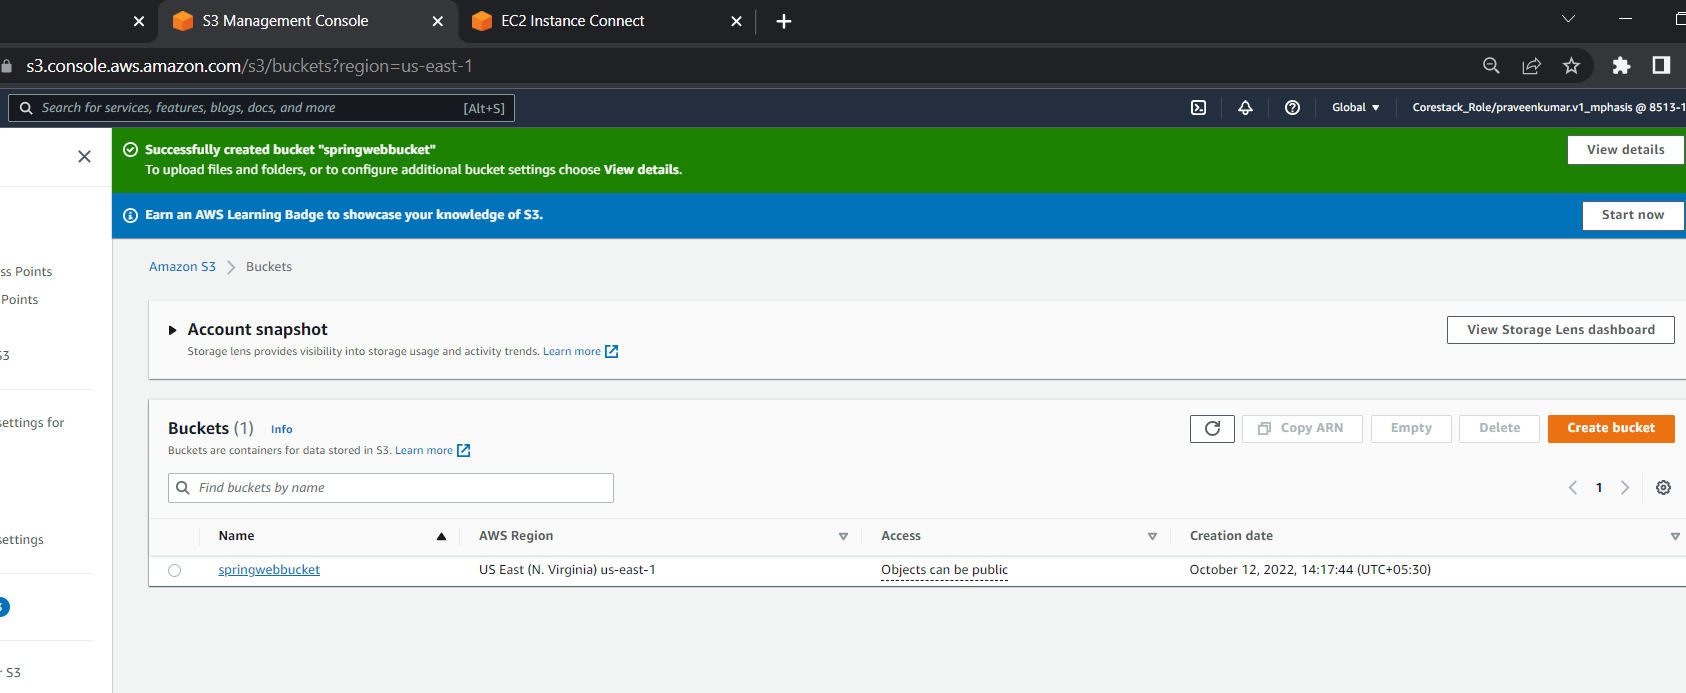 S3 Management Console
EC2 Instance Connect
s3.console.aws.amazon.com/s3/buckets?region=us-east-1
Search for services, features, blogs, docs, and more [Alt+S]
Global
Corestack_Role/praveenkumar.v1_mphasis @ 8513-1
Successfully created bucket "springwebbucket"
To upload files and folders, or to configure additional bucket settings choose View details.
View details
Earn an AWS Learning Badge to showcase your knowledge of S3.
Start now
Amazon S3 > Buckets
ss Points
Points
S3
settings for
settings
r S3
Account snapshot
Storage lens provides visibility into storage usage and activity trends. Learn more
View Storage Lens dashboard
Buckets (1) Info
Buckets are containers for data stored in S3. Learn more
Copy ARN
Empty
Delete
Create bucket
Find buckets by name
1
Name AWS Region Access Creation date
springwebbucket US East (N. Virginia) us-east-1 Objects can be public October 12, 2022, 14:17:44 (UTC+05:30)